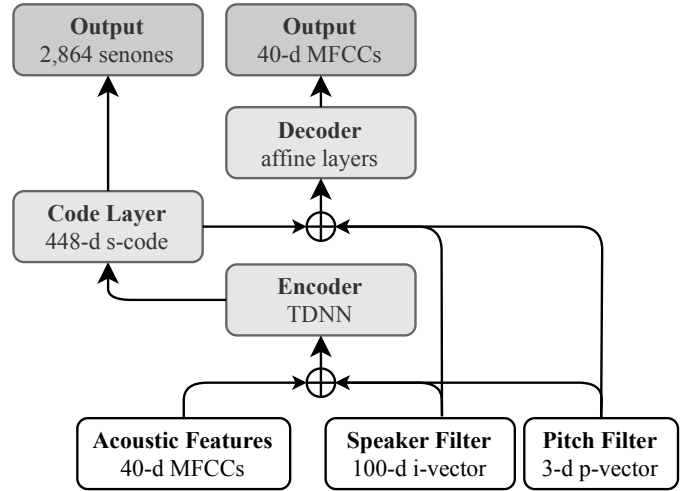 Output
2,864 senones
Output
40-d MFCCs
Decoder
affine layers
Code Layer
448-d s-code
Encoder
TDNN
Acoustic Features
40-d MFCCs
Speaker Filter
100-d i-vector
Pitch Filter
3-d p-vector